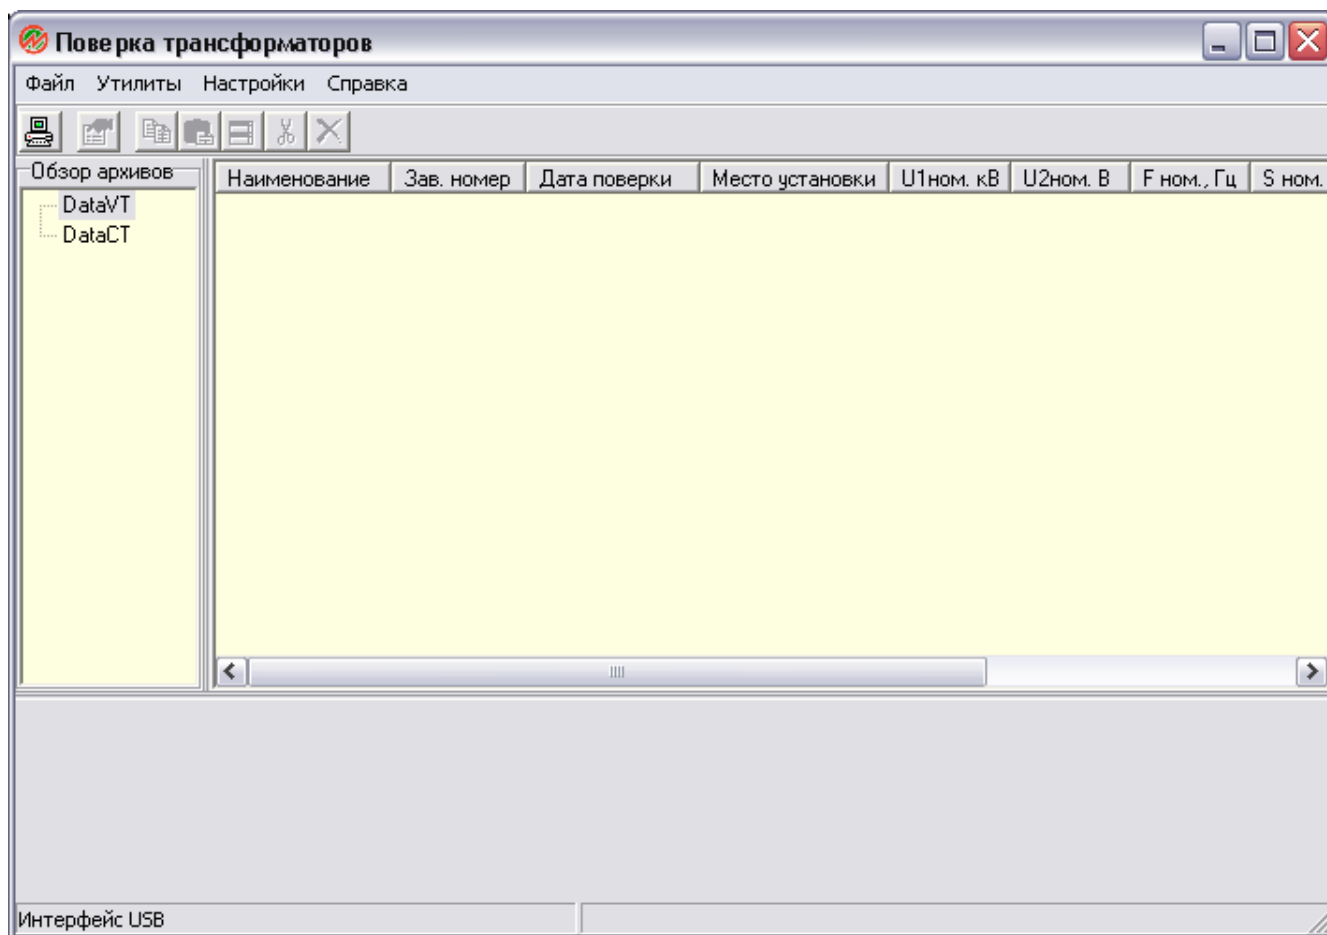 Поверка трансформаторов
Файл Утилиты Настройки Справка
Обзор архивов
DataVT
DataCT
Наименование Зав. номер Дата поверки Место установки U1ном. кВ U2ном. В F ном., Гц S ном.
Интерфейс USB